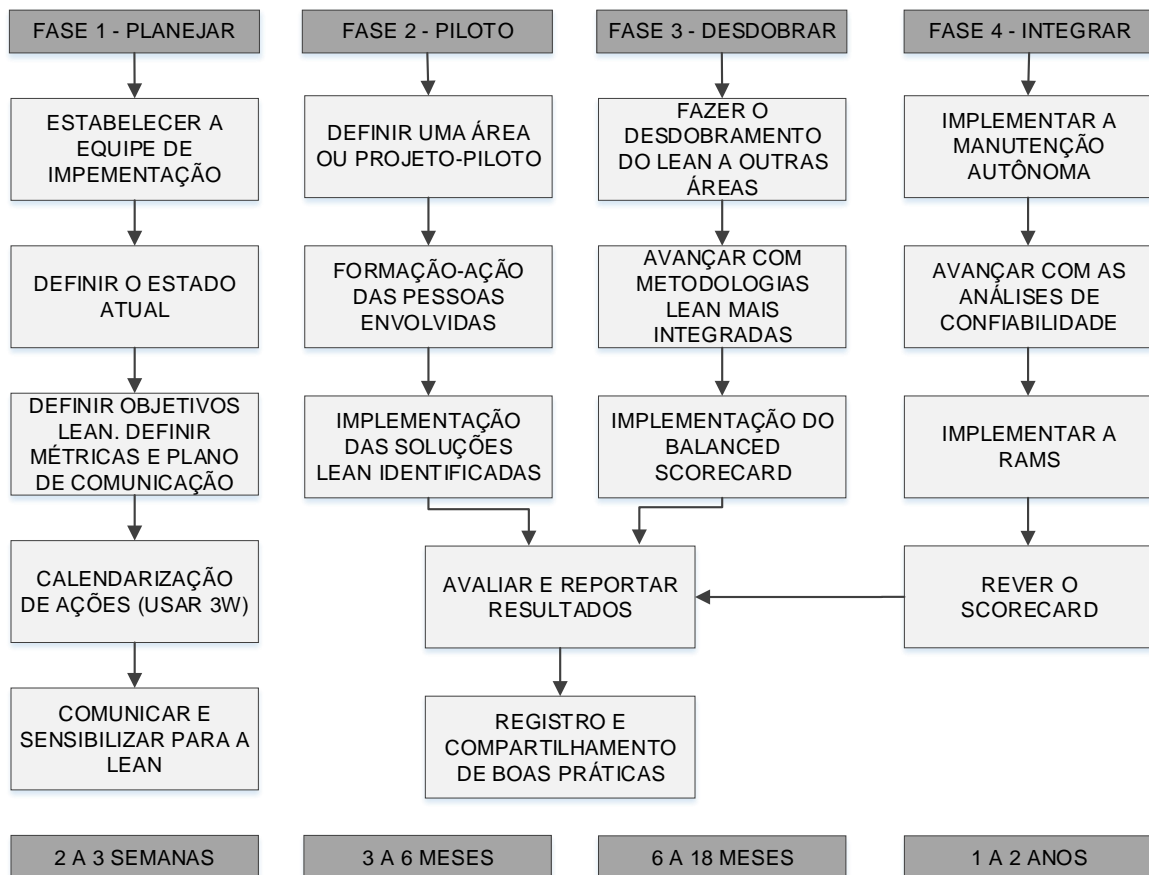 FASE 1 - PLANEJAR
ESTABELECER A
EQUIPE DE
IMPEMENTAÇÃO
DEFINIR O ESTADO
ATUAL
DEFINIR OBJETIVOS
LEAN. DEFINIR
MÉTRICAS E PLANO
DE COMUNICAÇÃO
CALENDARIZAÇÃO
DE AÇÕES (USAR 3W)
COMUNICAR E
SENSIBILIZAR PARA A
LEAN
2 A 3 SEMANAS
FASE 2 - PILOTO
DEFINIR UMA ÁREA
OU PROJETO-PILOTO
FORMAÇÃO-AÇÃO
DAS PESSOAS
ENVOLVIDAS
IMPLEMENTAÇÃO
DAS SOLUÇÕES
LEAN IDENTIFICADAS
3 A 6 MESES
FASE 3 - DESDOBRAR
FAZER O
DESDOBRAMENTO
DO LEAN A OUTRAS
ÁREAS
AVANÇAR COM
METODOLOGIAS
LEAN MAIS
INTEGRADAS
IMPLEMENTAÇÃO DO
BALANCED
SCORECARD
AVALIAR E REPORTAR
RESULTADOS
REGISTRO E
COMPARTILHAMENTO
DE BOAS PRÁTICAS
6 A 18 MESES
FASE 4 - INTEGRAR
IMPLEMENTAR A
MANUTENÇÃO
AUTÔNOMA
AVANÇAR COM AS
ANÁLISES DE
CONFIABILIDADE
IMPLEMENTAR A
RAMS
REVER O
SCORECARD
1 A 2 ANOS